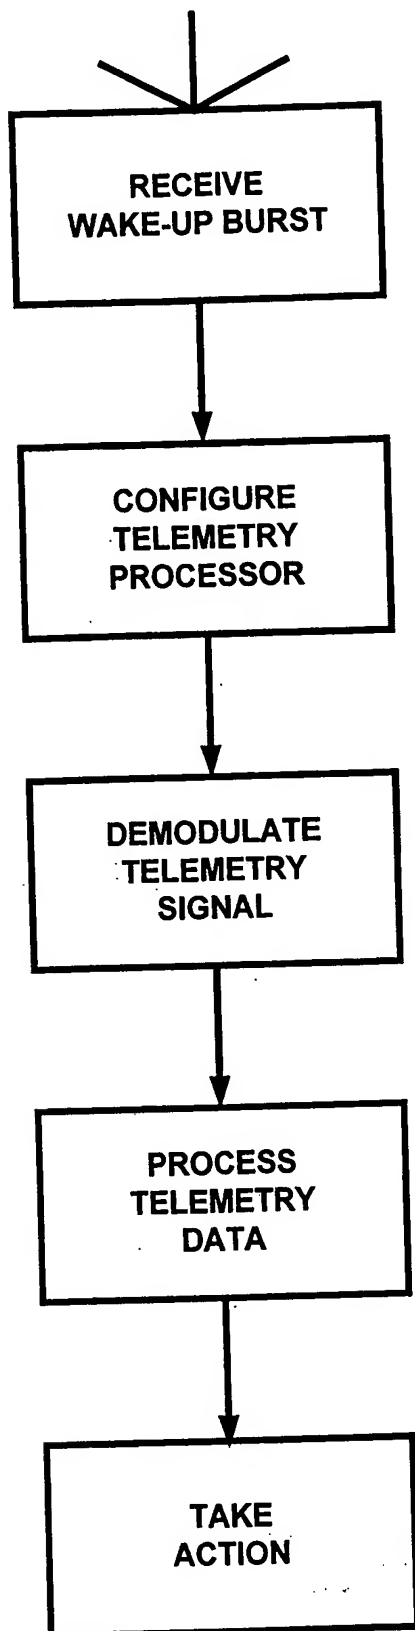 RECEIVE
WAKE-UP BURST
CONFIGURE
TELEMETRY
PROCESSOR
DEMODULATE
TELEMETRY
SIGNAL
PROCESS
TELEMETRY
DATA
TAKE
ACTION